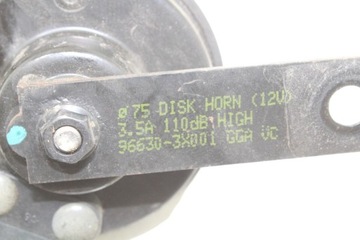 ø75 DISK HORN (12V)
3.5A 110dB HIGH
96630-3X001 GGA VC